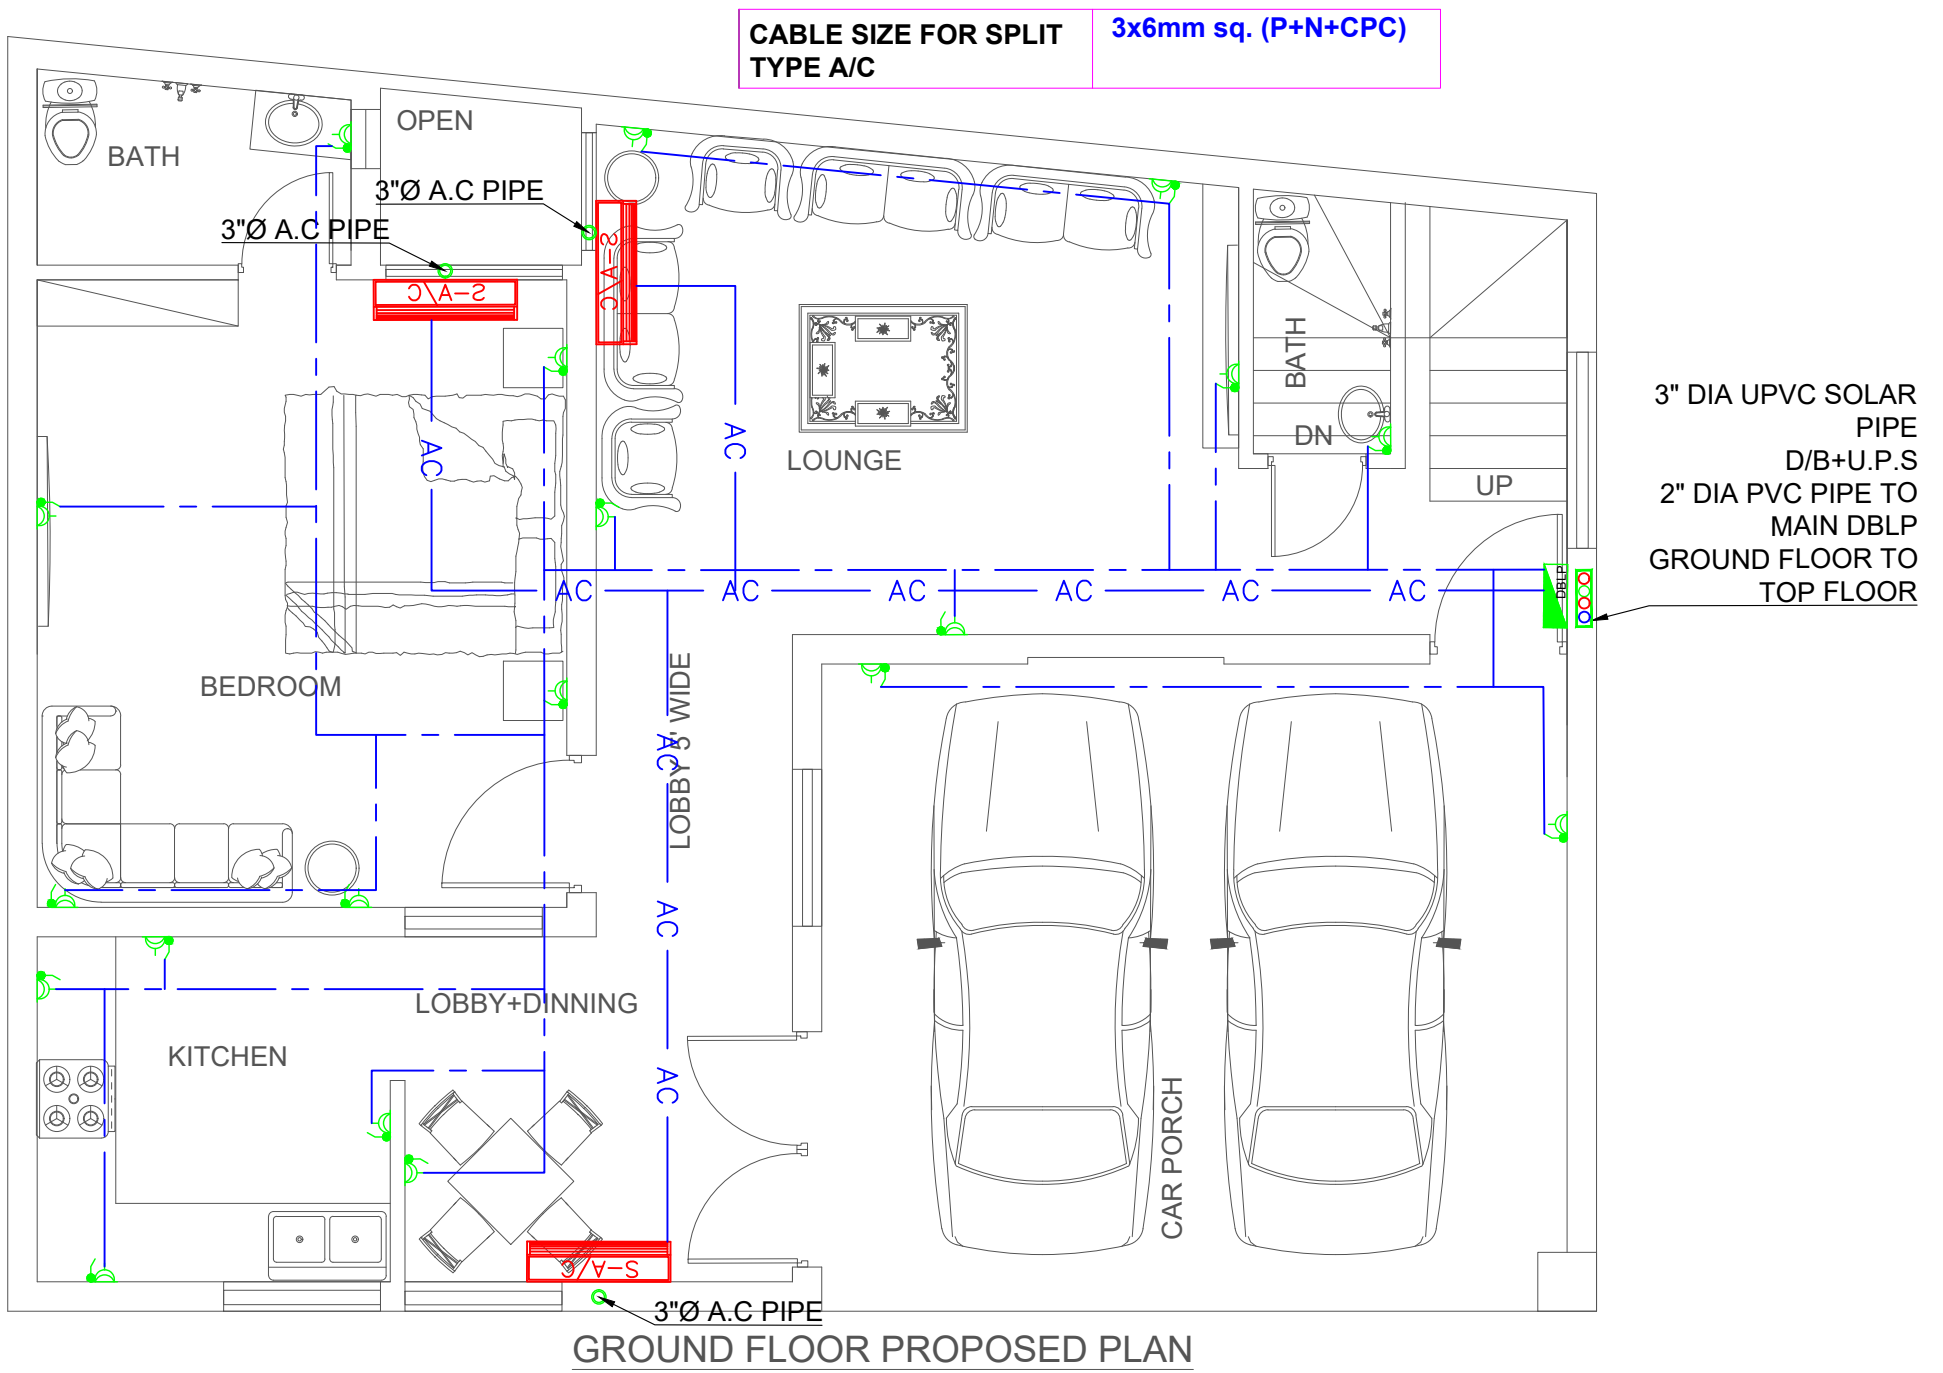 CABLE SIZE FOR SPLIT
TYPE A/C
3x6mm sq. (P+N+CPC)
OPEN
BATH
3"Ø A.C PIPE
3"Ø A.C PIPE
S-A/C
S-A/C
BATH
3" DIA UPVC SOLAR
PIPE
D/B+U.P.S
2" DIA PVC PIPE TO
MAIN DBLP
GROUND FLOOR TO
TOP FLOOR
AC
AC
LOUNGE
DN
UP
DBLP
AC
AC
AC
AC
AC
AC
BEDROOM
LOBBY 5' WIDE
AC
AC
LOBBY+DINNING
KITCHEN
AC
CAR PORCH
S-A/C
3"Ø A.C PIPE
GROUND FLOOR PROPOSED PLAN